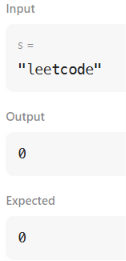 Input
s =
"leetcode"
Output
0
Expected
0